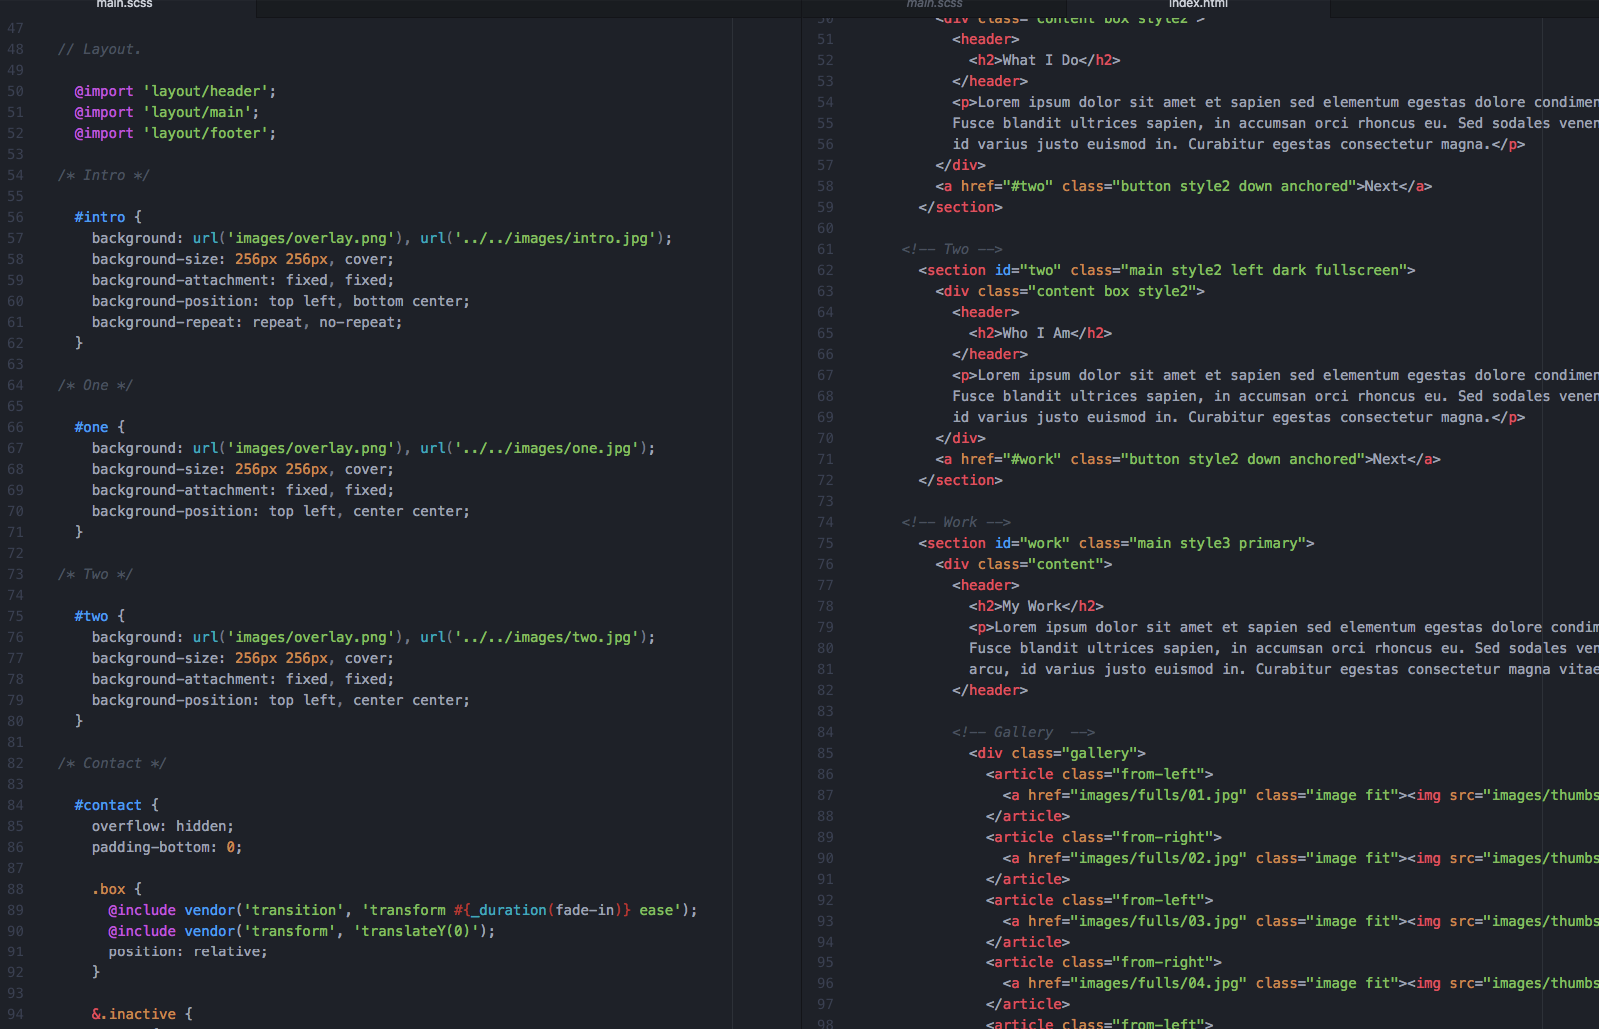 main.scss
47
48 // Layout.
49
50 @import 'layout/header';
51 @import 'layout/main';
52 @import 'layout/footer';
53
54 /* Intro */
55
56 #intro {
57 background: url('images/overlay.png'), url('../../images/intro.jpg');
58 background-size: 256px 256px, cover;
59 background-attachment: fixed, fixed;
60 background-position: top left, bottom center;
61 background-repeat: repeat, no-repeat;
62 }
63
64 /* One */
65
66 #one {
67 background: url('images/overlay.png'), url('../../images/one.jpg');
68 background-size: 256px 256px, cover;
69 background-attachment: fixed, fixed;
70 background-position: top left, center center;
71 }
72
73 /* Two */
74
75 #two {
76 background: url('images/overlay.png'), url('../../images/two.jpg');
77 background-size: 256px 256px, cover;
78 background-attachment: fixed, fixed;
79 background-position: top left, center center;
80 }
81
82 /* Contact */
83
84 #contact {
85 overflow: hidden;
86 padding-bottom: 0;
87
88 .box {
89 @include vendor('transition', 'transform #{_duration(fade-in)} ease');
90 @include vendor('transform', 'translateY(0)');
91 position: relative;
92 }
93
94 &.inactive {
main.scss
index.html
50 <div class="content box style2">
51 <header>
52 <h2>What I Do</h2>
53 </header>
54 <p>Lorem ipsum dolor sit amet et sapien sed elementum egestas dolore condimen
55 Fusce blandit ultrices sapien, in accumsan orci rhoncus eu. Sed sodales venen
56 id varius justo euismod in. Curabitur egestas consectetur magna.</p>
57 </div>
58 <a href="#two" class="button style2 down anchored">Next</a>
59 </section>
60
61 <!-- Two -->
62 <section id="two" class="main style2 left dark fullscreen">
63 <div class="content box style2">
64 <header>
65 <h2>Who I Am</h2>
66 </header>
67 <p>Lorem ipsum dolor sit amet et sapien sed elementum egestas dolore condimen
68 Fusce blandit ultrices sapien, in accumsan orci rhoncus eu. Sed sodales venen
69 id varius justo euismod in. Curabitur egestas consectetur magna.</p>
70 </div>
71 <a href="#work" class="button style2 down anchored">Next</a>
72 </section>
73
74 <!-- Work -->
75 <section id="work" class="main style3 primary">
76 <div class="content">
77 <header>
78 <h2>My Work</h2>
79 <p>Lorem ipsum dolor sit amet et sapien sed elementum egestas dolore condim
80 Fusce blandit ultrices sapien, in accumsan orci rhoncus eu. Sed sodales ven
81 arcu, id varius justo euismod in. Curabitur egestas consectetur magna vitae
82 </header>
83
84 <!-- Gallery -->
85 <div class="gallery">
86 <article class="from-left">
87 <a href="images/fulls/01.jpg" class="image fit"><img src="images/thumbs
88 </article>
89 <article class="from-right">
90 <a href="images/fulls/02.jpg" class="image fit"><img src="images/thumbs
91 </article>
92 <article class="from-left">
93 <a href="images/fulls/03.jpg" class="image fit"><img src="images/thumbs
94 </article>
95 <article class="from-right">
96 <a href="images/fulls/04.jpg" class="image fit"><img src="images/thumbs
97 </article>
98 <article class="from-left">